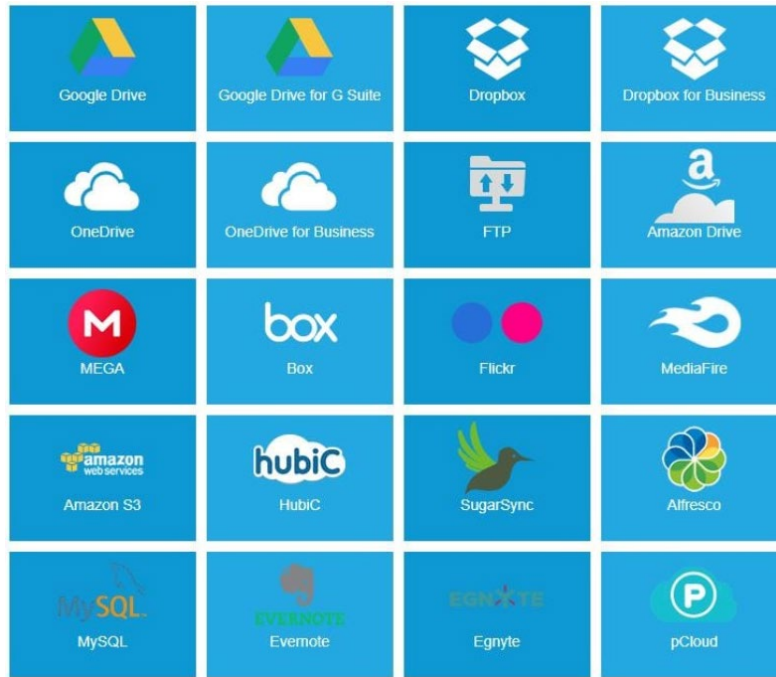 Google Drive
Google Drive for G Suite
Dropbox
Dropbox for Business
OneDrive
OneDrive for Business
FTP
a
Amazon Drive
M
MEGA
box
Box
Flickr
MediaFire
amazon
web services
Amazon S3
hubiC
HubiC
SugarSync
Alfresco
MySQL
MySQL
EVERNOTE
Evernote
EGNYTE
Egnyte
P
pCloud